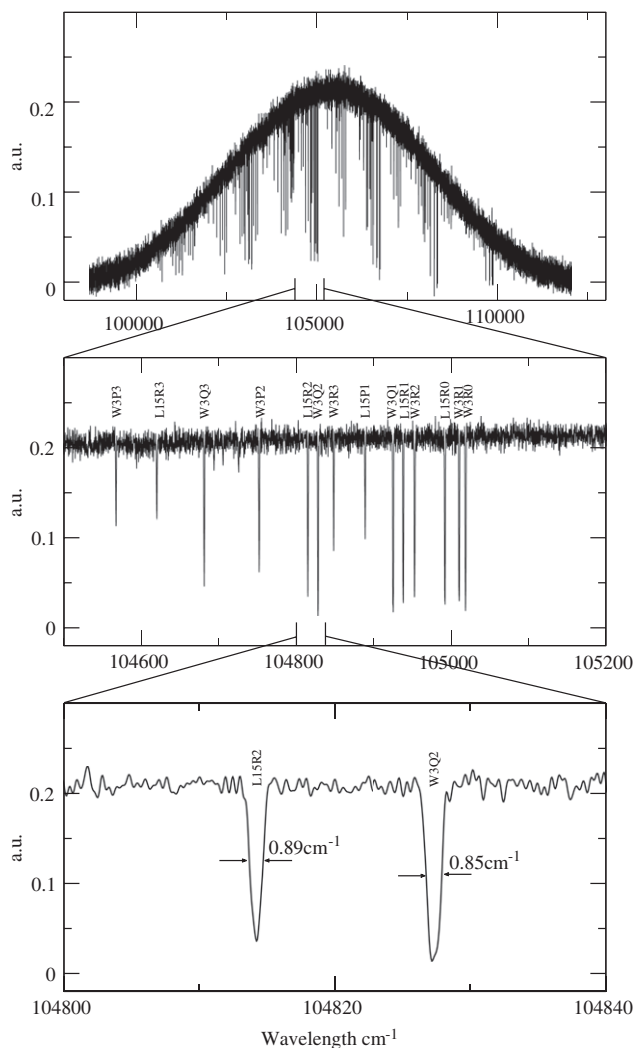 a.u.
0.2
0.1
0
100000 105000 110000
W3P3 L15R3 W3Q3 W3P2 L15R2 W3Q2 W3R3 L15P1 W3Q1 L15R1 W3R2 L15R0 W3R1 W3R0
a.u.
0.2
0.1
0
104600 104800 105000 105200
L15R2 W3Q2
a.u.
0.2
0.89cm-1 0.85cm-1
0.1
0
104800 104820 104840
Wavelength cm-1